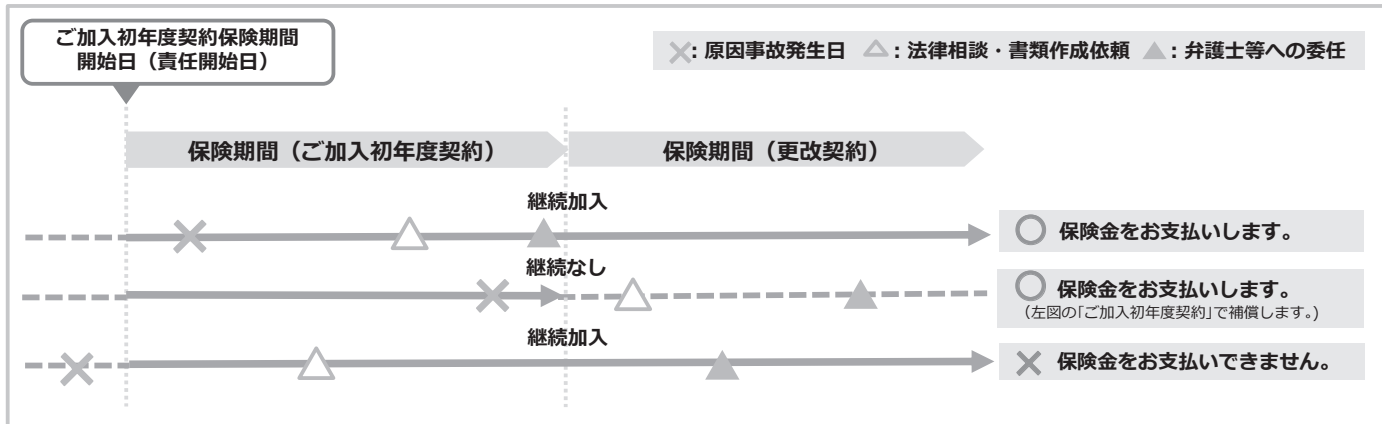 ご加入初年度契約保険期間
開始日（責任開始日）
×：原因事故発生日 △：法律相談・書類作成依頼 ▲：弁護士等への委任
保険期間（ご加入初年度契約）
保険期間（更改契約）
継続加入
○ 保険金をお支払いします。
継続なし
○ 保険金をお支払いします。
（左図の「ご加入初年度契約」で補償します。）
継続加入
× 保険金をお支払いできません。